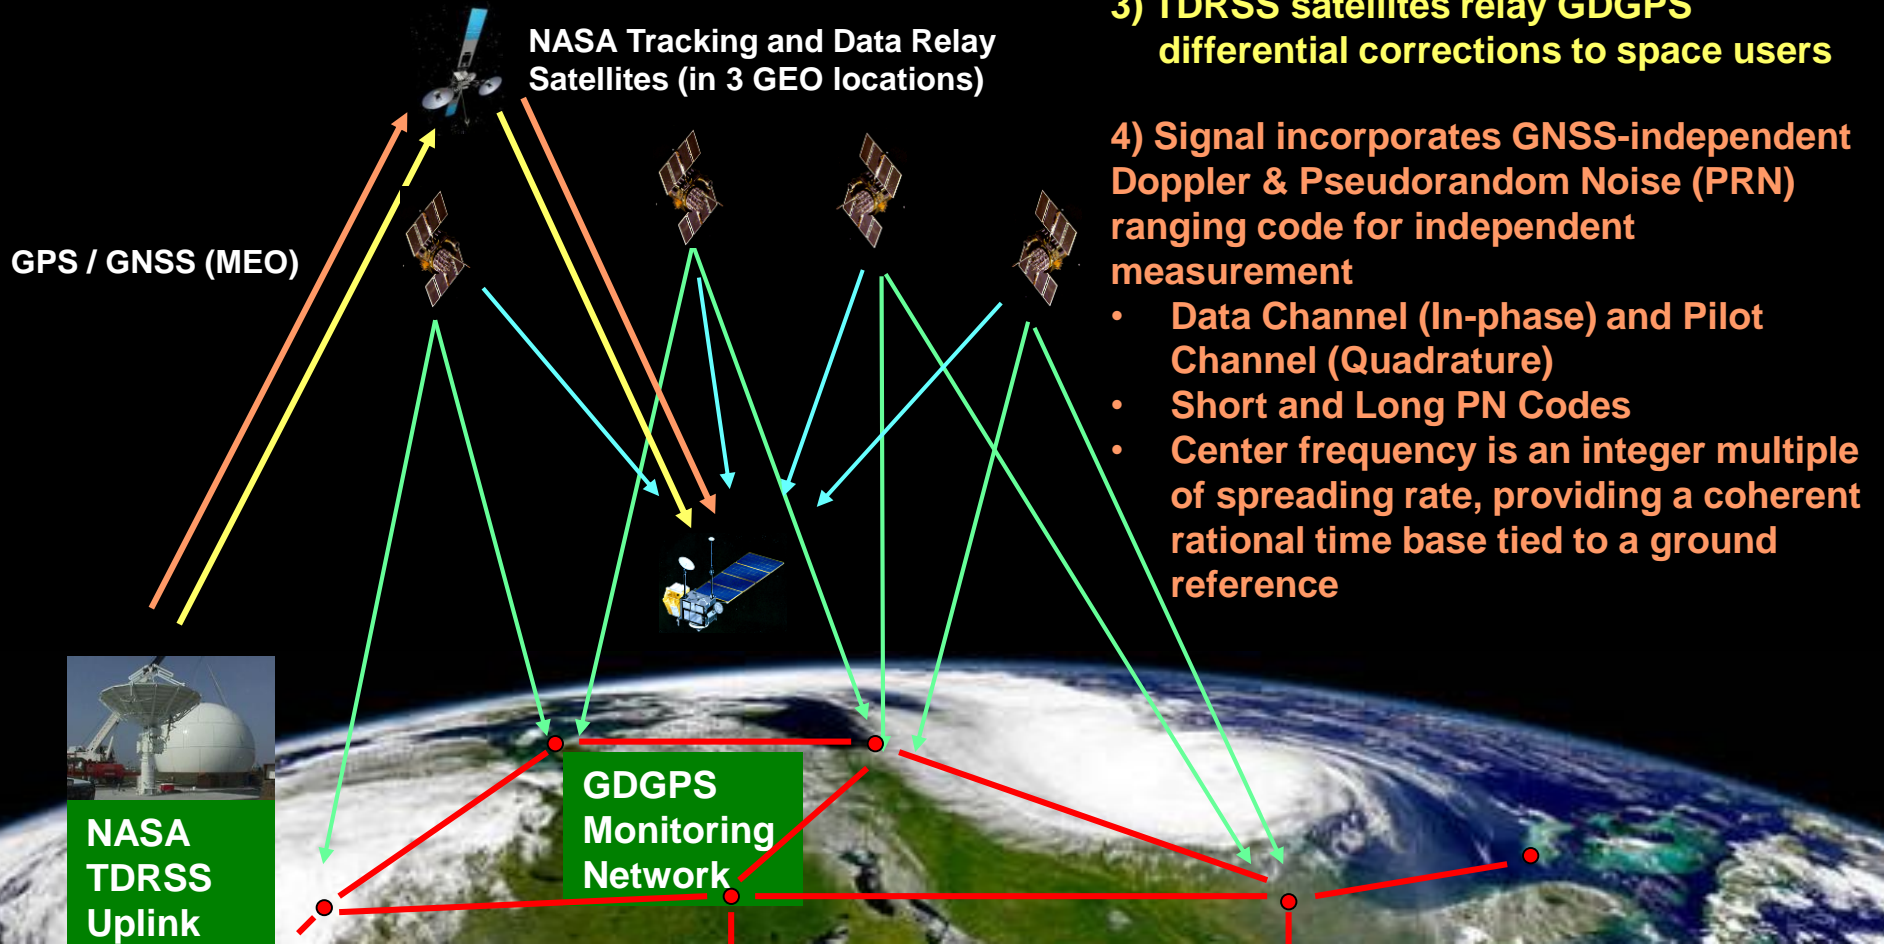 NASA Tracking and Data Relay
Satellites (in 3 GEO locations)
GPS / GNSS (MEO)
3) TDRSS satellites relay GDGPS
differential corrections to space users
4) Signal incorporates GNSS-independent
Doppler & Pseudorandom Noise (PRN)
ranging code for independent
measurement
• Data Channel (In-phase) and Pilot
Channel (Quadrature)
• Short and Long PN Codes
• Center frequency is an integer multiple
of spreading rate, providing a coherent
rational time base tied to a ground
reference
GDGPS
Monitoring
Network
NASA
TDRSS
Uplink